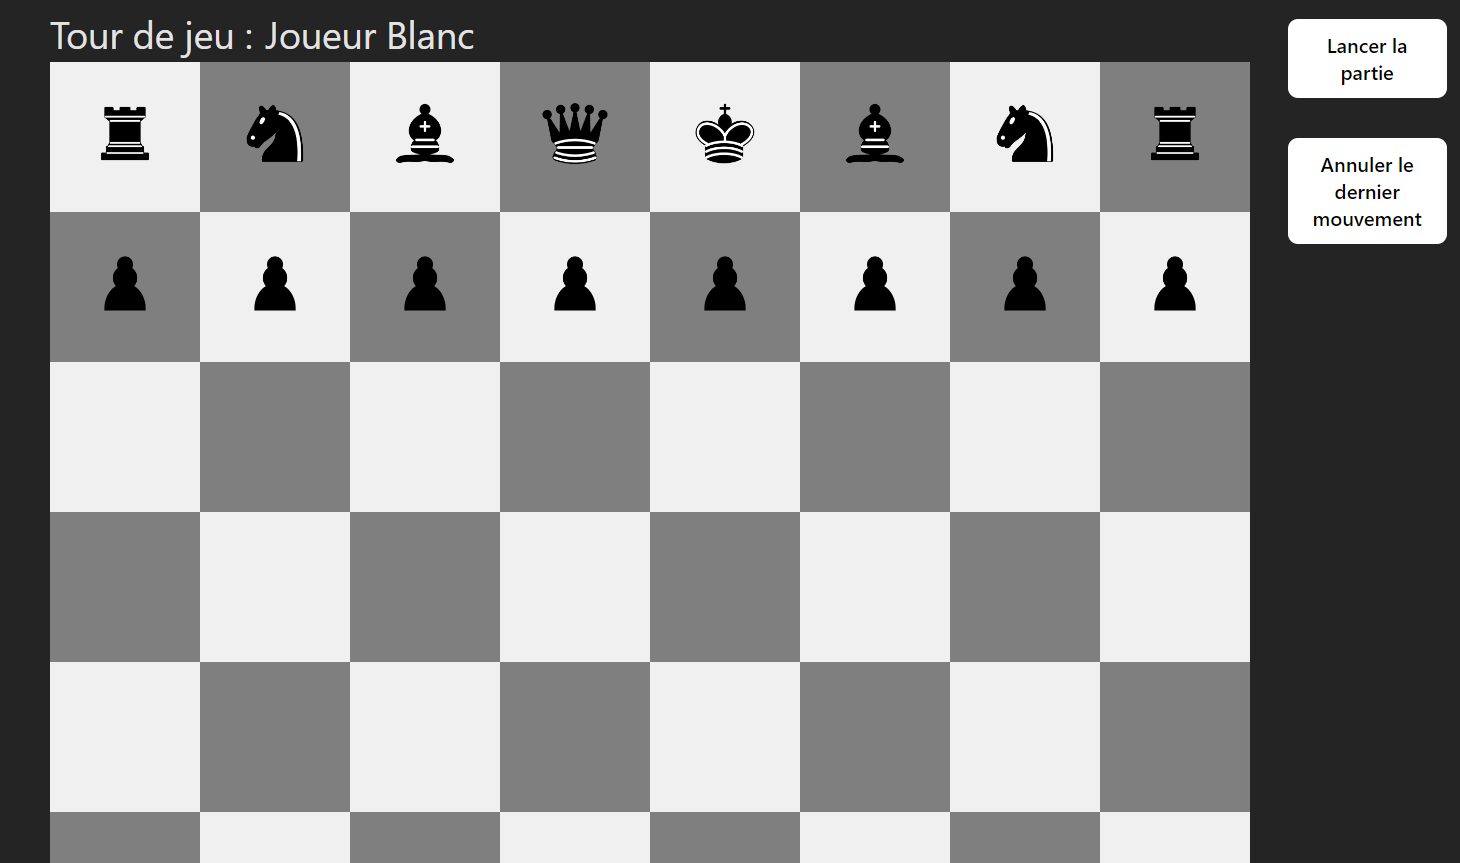 Tour de jeu : Joueur Blanc
Lancer la
partie
Annuler le
dernier
mouvement